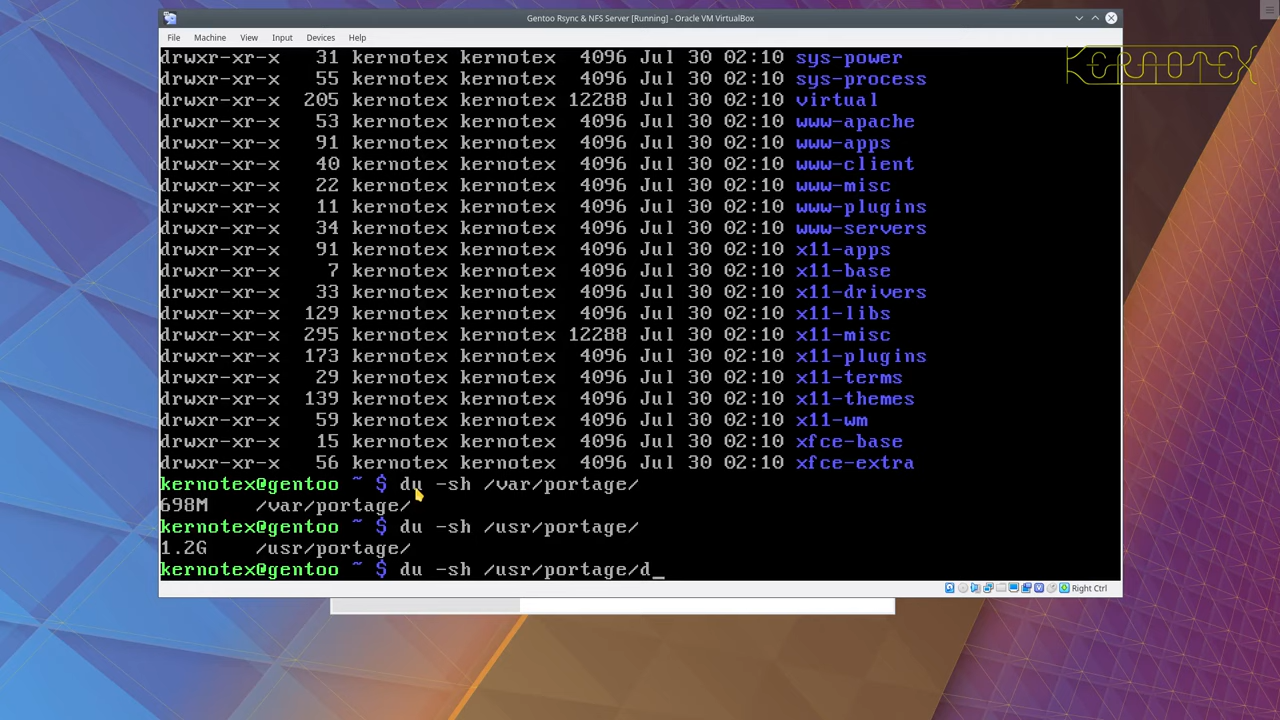 Gentoo Rsync & NFS Server [Running] - Oracle VM VirtualBox
File Machine View Input Devices Help
KERNOTEX
drwxr-xr-x 31 kernotex kernotex 4096 Jul 30 02:10 sys-power
drwxr-xr-x 55 kernotex kernotex 4096 Jul 30 02:10 sys-process
drwxr-xr-x 205 kernotex kernotex 12288 Jul 30 02:10 virtual
drwxr-xr-x 53 kernotex kernotex 4096 Jul 30 02:10 www-apache
drwxr-xr-x 91 kernotex kernotex 4096 Jul 30 02:10 www-apps
drwxr-xr-x 40 kernotex kernotex 4096 Jul 30 02:10 www-client
drwxr-xr-x 22 kernotex kernotex 4096 Jul 30 02:10 www-misc
drwxr-xr-x 11 kernotex kernotex 4096 Jul 30 02:10 www-plugins
drwxr-xr-x 34 kernotex kernotex 4096 Jul 30 02:10 www-servers
drwxr-xr-x 91 kernotex kernotex 4096 Jul 30 02:10 x11-apps
drwxr-xr-x 7 kernotex kernotex 4096 Jul 30 02:10 x11-base
drwxr-xr-x 33 kernotex kernotex 4096 Jul 30 02:10 x11-drivers
drwxr-xr-x 129 kernotex kernotex 4096 Jul 30 02:10 x11-libs
drwxr-xr-x 295 kernotex kernotex 12288 Jul 30 02:10 x11-misc
drwxr-xr-x 173 kernotex kernotex 4096 Jul 30 02:10 x11-plugins
drwxr-xr-x 29 kernotex kernotex 4096 Jul 30 02:10 x11-terms
drwxr-xr-x 139 kernotex kernotex 4096 Jul 30 02:10 x11-themes
drwxr-xr-x 59 kernotex kernotex 4096 Jul 30 02:10 x11-wm
drwxr-xr-x 15 kernotex kernotex 4096 Jul 30 02:10 xfce-base
drwxr-xr-x 56 kernotex kernotex 4096 Jul 30 02:10 xfce-extra
kernotex@gentoo ~ $ du -sh /var/portage/
698M /var/portage/
kernotex@gentoo ~ $ du -sh /usr/portage/
1.2G /usr/portage/
kernotex@gentoo ~ $ du -sh /usr/portage/d_
Right Ctrl